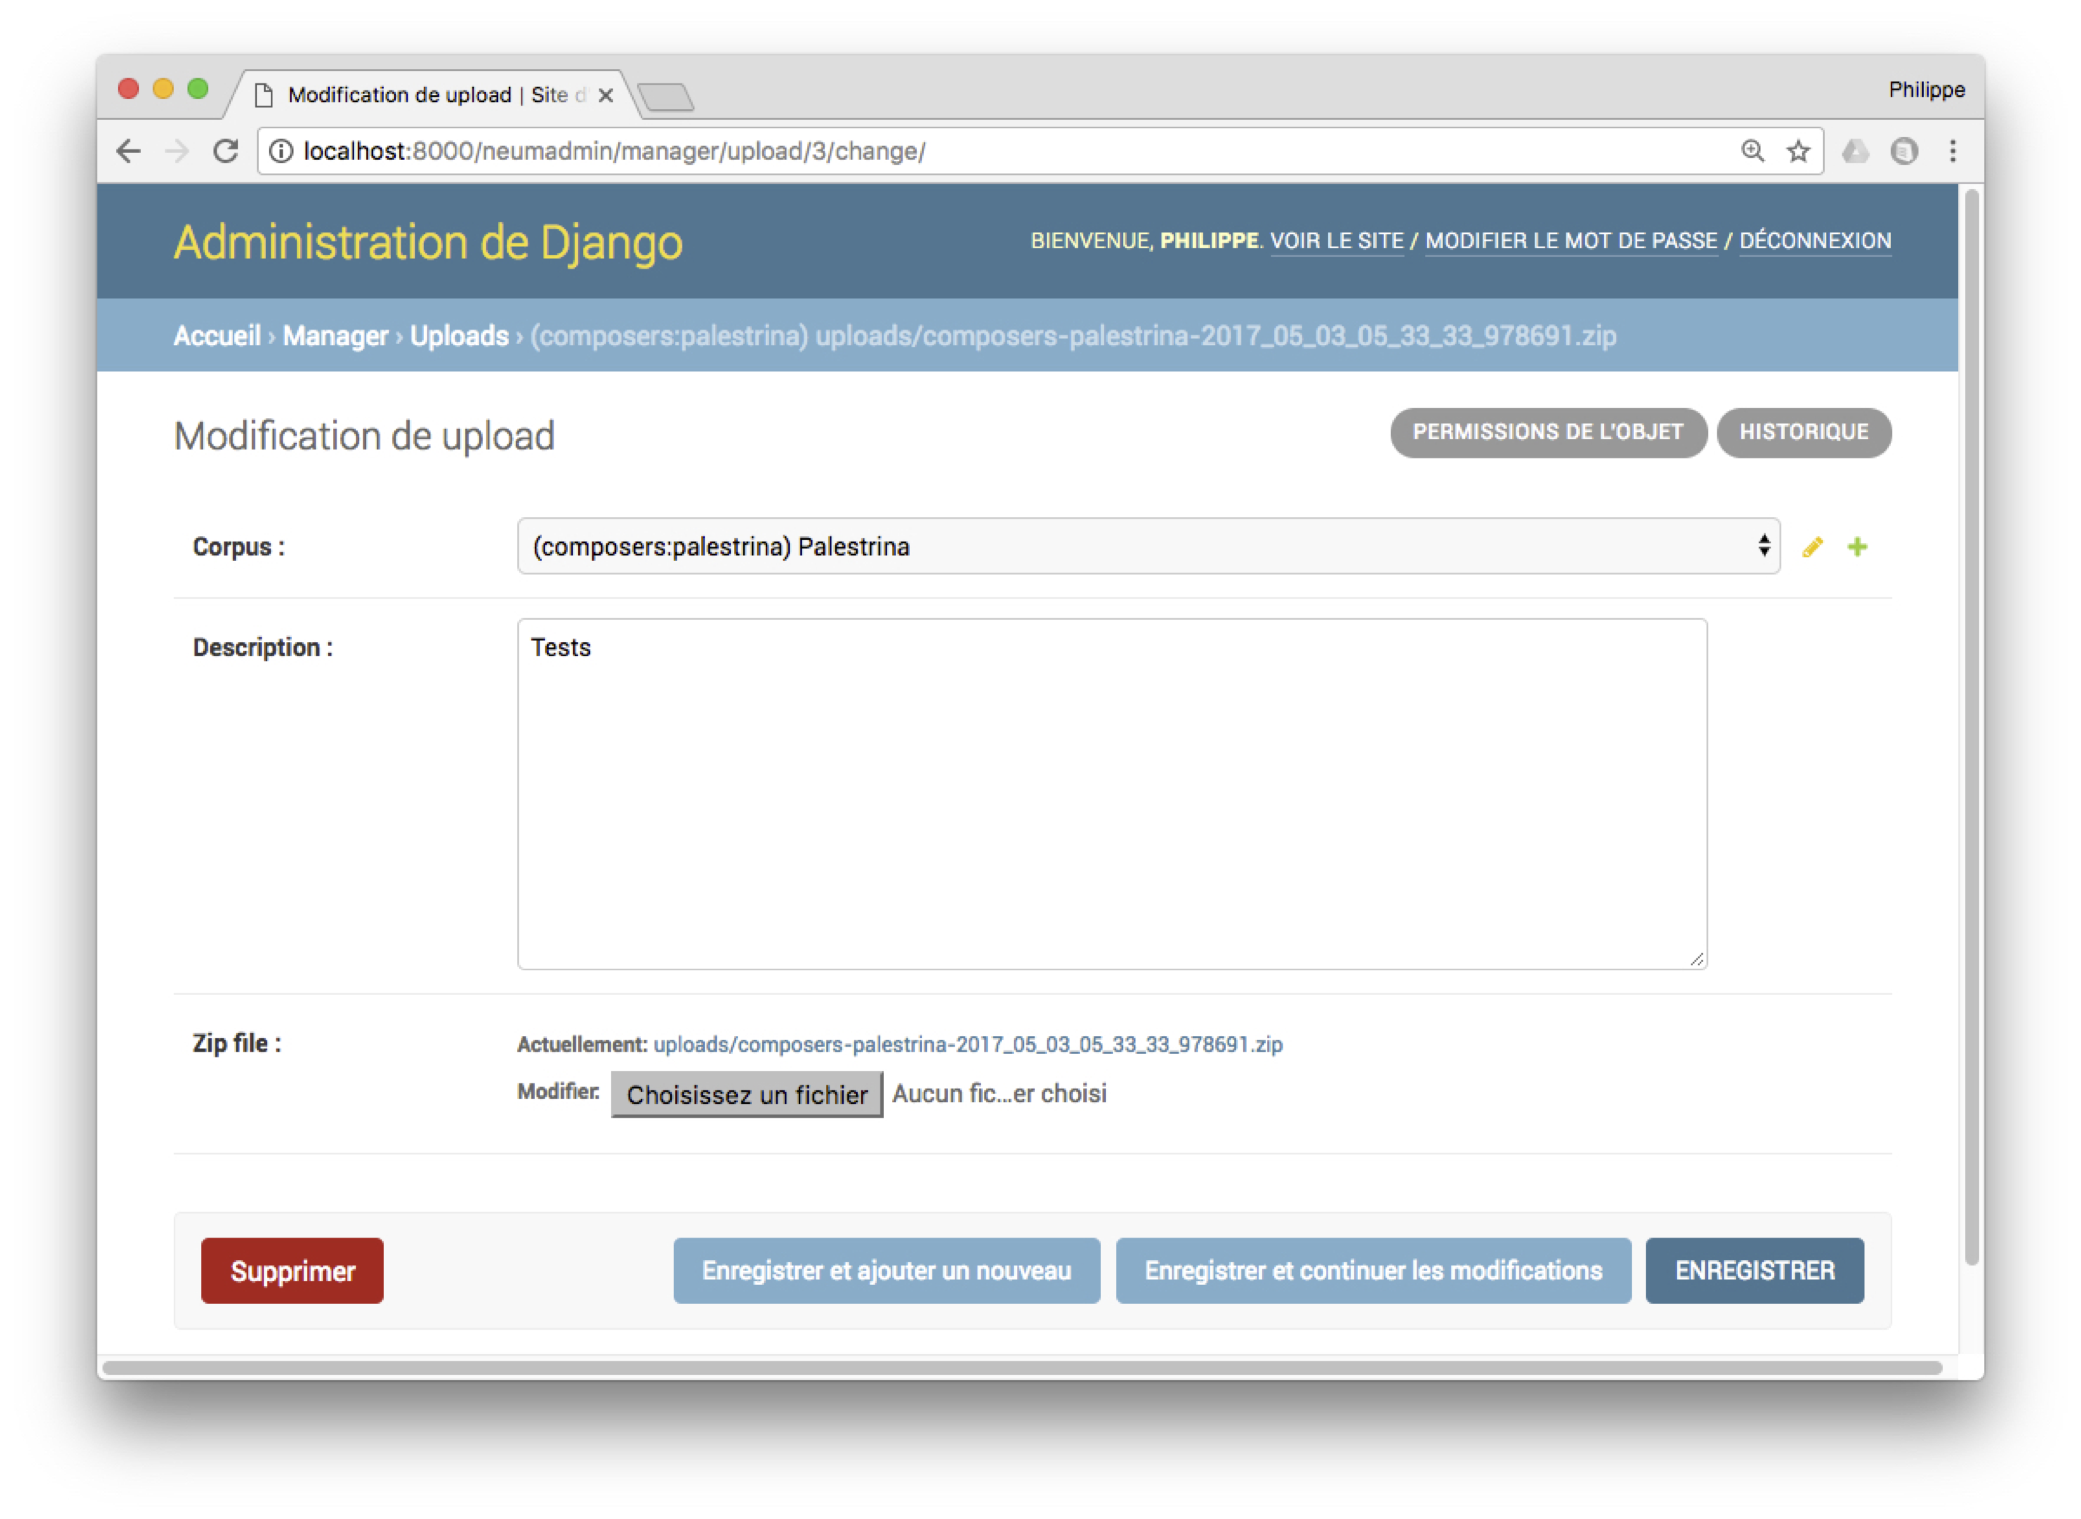 Modification de upload | Site d
Philippe
localhost:8000/neumadmin/manager/upload/3/change/
Administration de Django
BIENVENUE, PHILIPPE. VOIR LE SITE / MODIFIER LE MOT DE PASSE / DÉCONNEXION
Accueil › Manager › Uploads › (composers:palestrina) uploads/composers-palestrina-2017_05_03_05_33_33_978691.zip
Modification de upload
PERMISSIONS DE L'OBJET
HISTORIQUE
Corpus :
(composers:palestrina) Palestrina
Description :
Tests
Zip file :
Actuellement: uploads/composers-palestrina-2017_05_03_05_33_33_978691.zip
Modifier: Choisissez un fichier Aucun fic...er choisi
Supprimer
Enregistrer et ajouter un nouveau
Enregistrer et continuer les modifications
ENREGISTRER